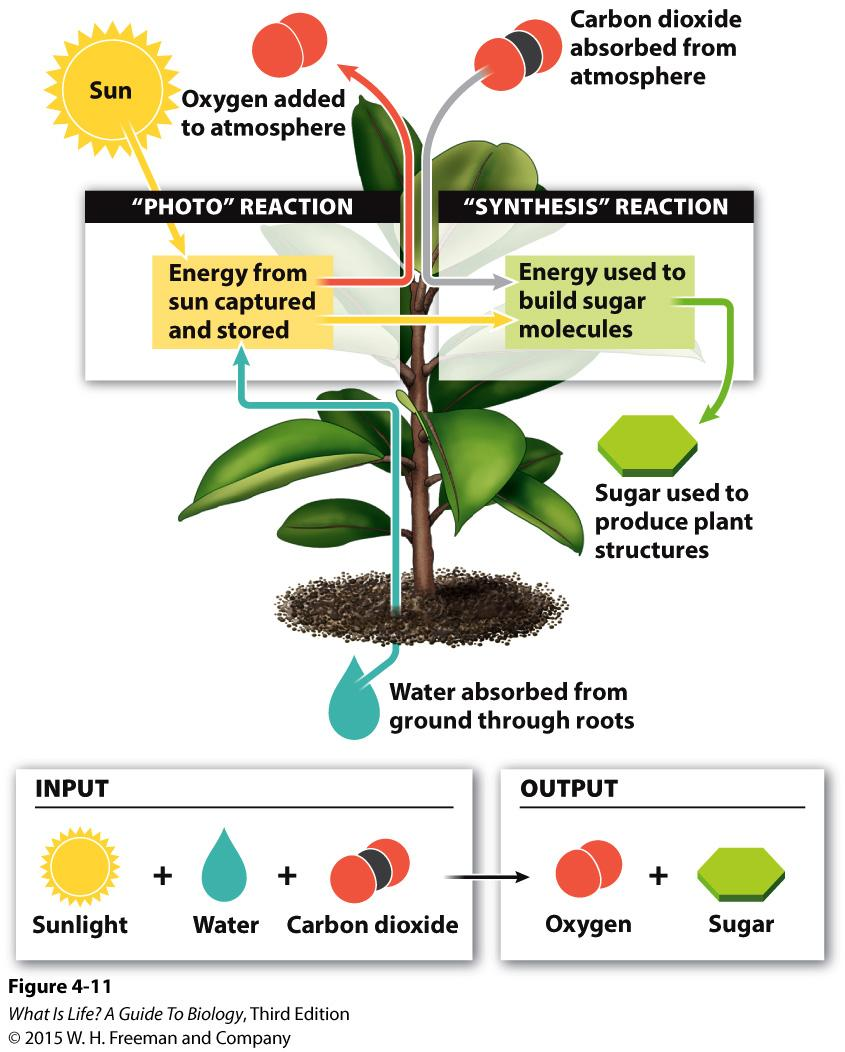 Sun
Oxygen added
to atmosphere
Carbon dioxide
absorbed from
atmosphere
“PHOTO” REACTION
Energy from
sun captured
and stored
“SYNTHESIS” REACTION
Energy used to
build sugar
molecules
Sugar used to
produce plant
structures
Water absorbed from
ground through roots
INPUT
+
+
Sunlight
Water
Carbon dioxide
OUTPUT
+
Oxygen
Sugar
Figure 4-11
What Is Life? A Guide To Biology, Third Edition
© 2015 W. H. Freeman and Company